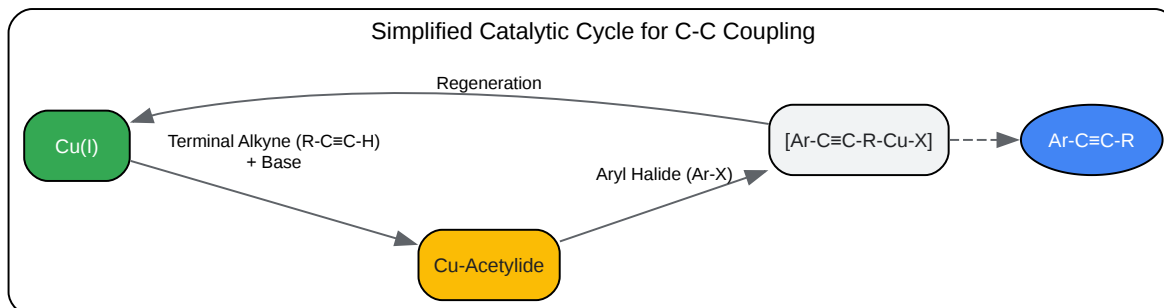 Simplified Catalytic Cycle for C-C Coupling
Regeneration
Cu(I)
Terminal Alkyne (R-C≡C-H)
+ Base
[Ar-C≡C-R-Cu-X]
Ar-C≡C-R
Aryl Halide (Ar-X)
Cu-Acetylide